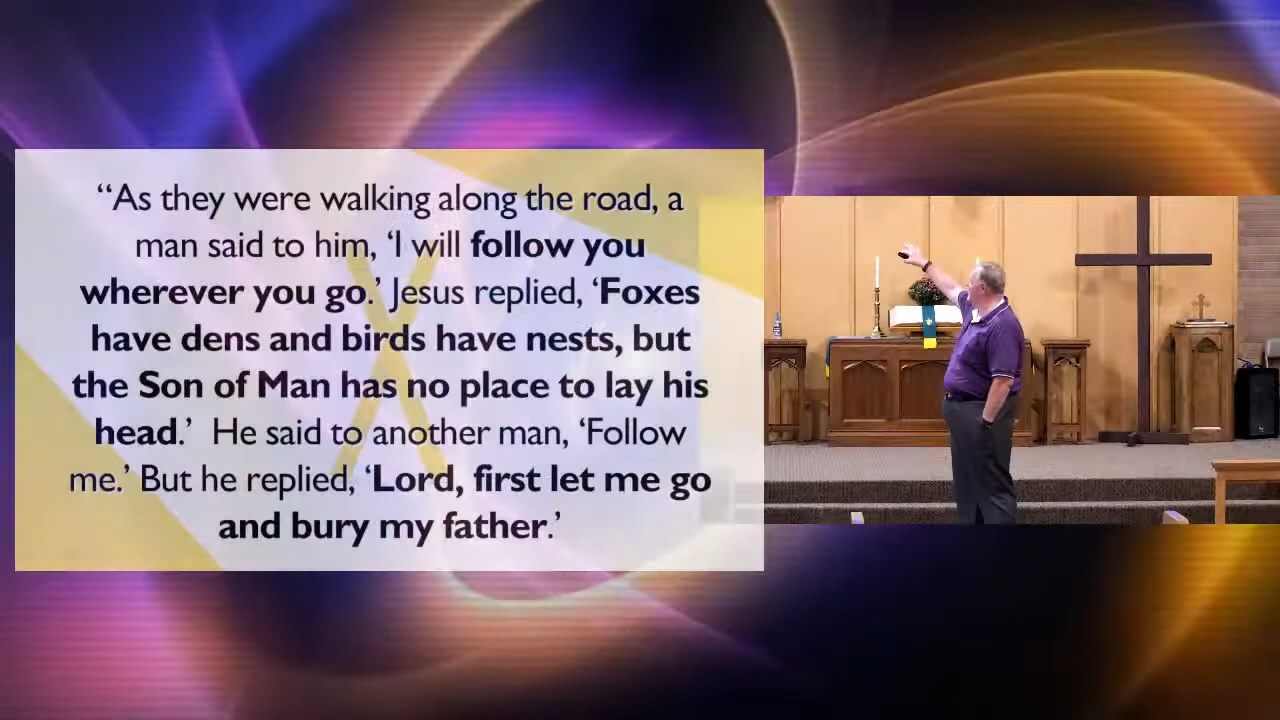 “As they were walking along the road, a
man said to him, ‘I will follow you
wherever you go.’ Jesus replied, ‘Foxes
have dens and birds have nests, but
the Son of Man has no place to lay his
head.’  He said to another man, ‘Follow
me.’ But he replied, ‘Lord, first let me go
and bury my father.’